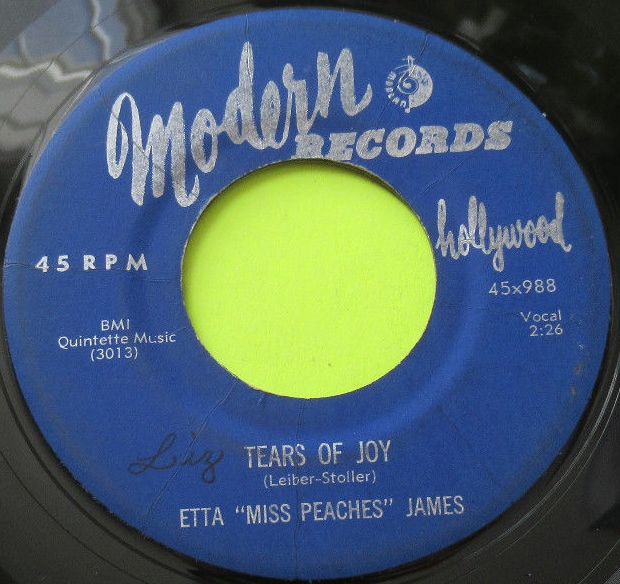 Modern
RECORDS
hollywood
45 RPM
45x988
BMI
Quintette Music
(3013)
Vocal
2:26
Liz
TEARS OF JOY
(Leiber-Stoller)
ETTA "MISS PEACHES" JAMES